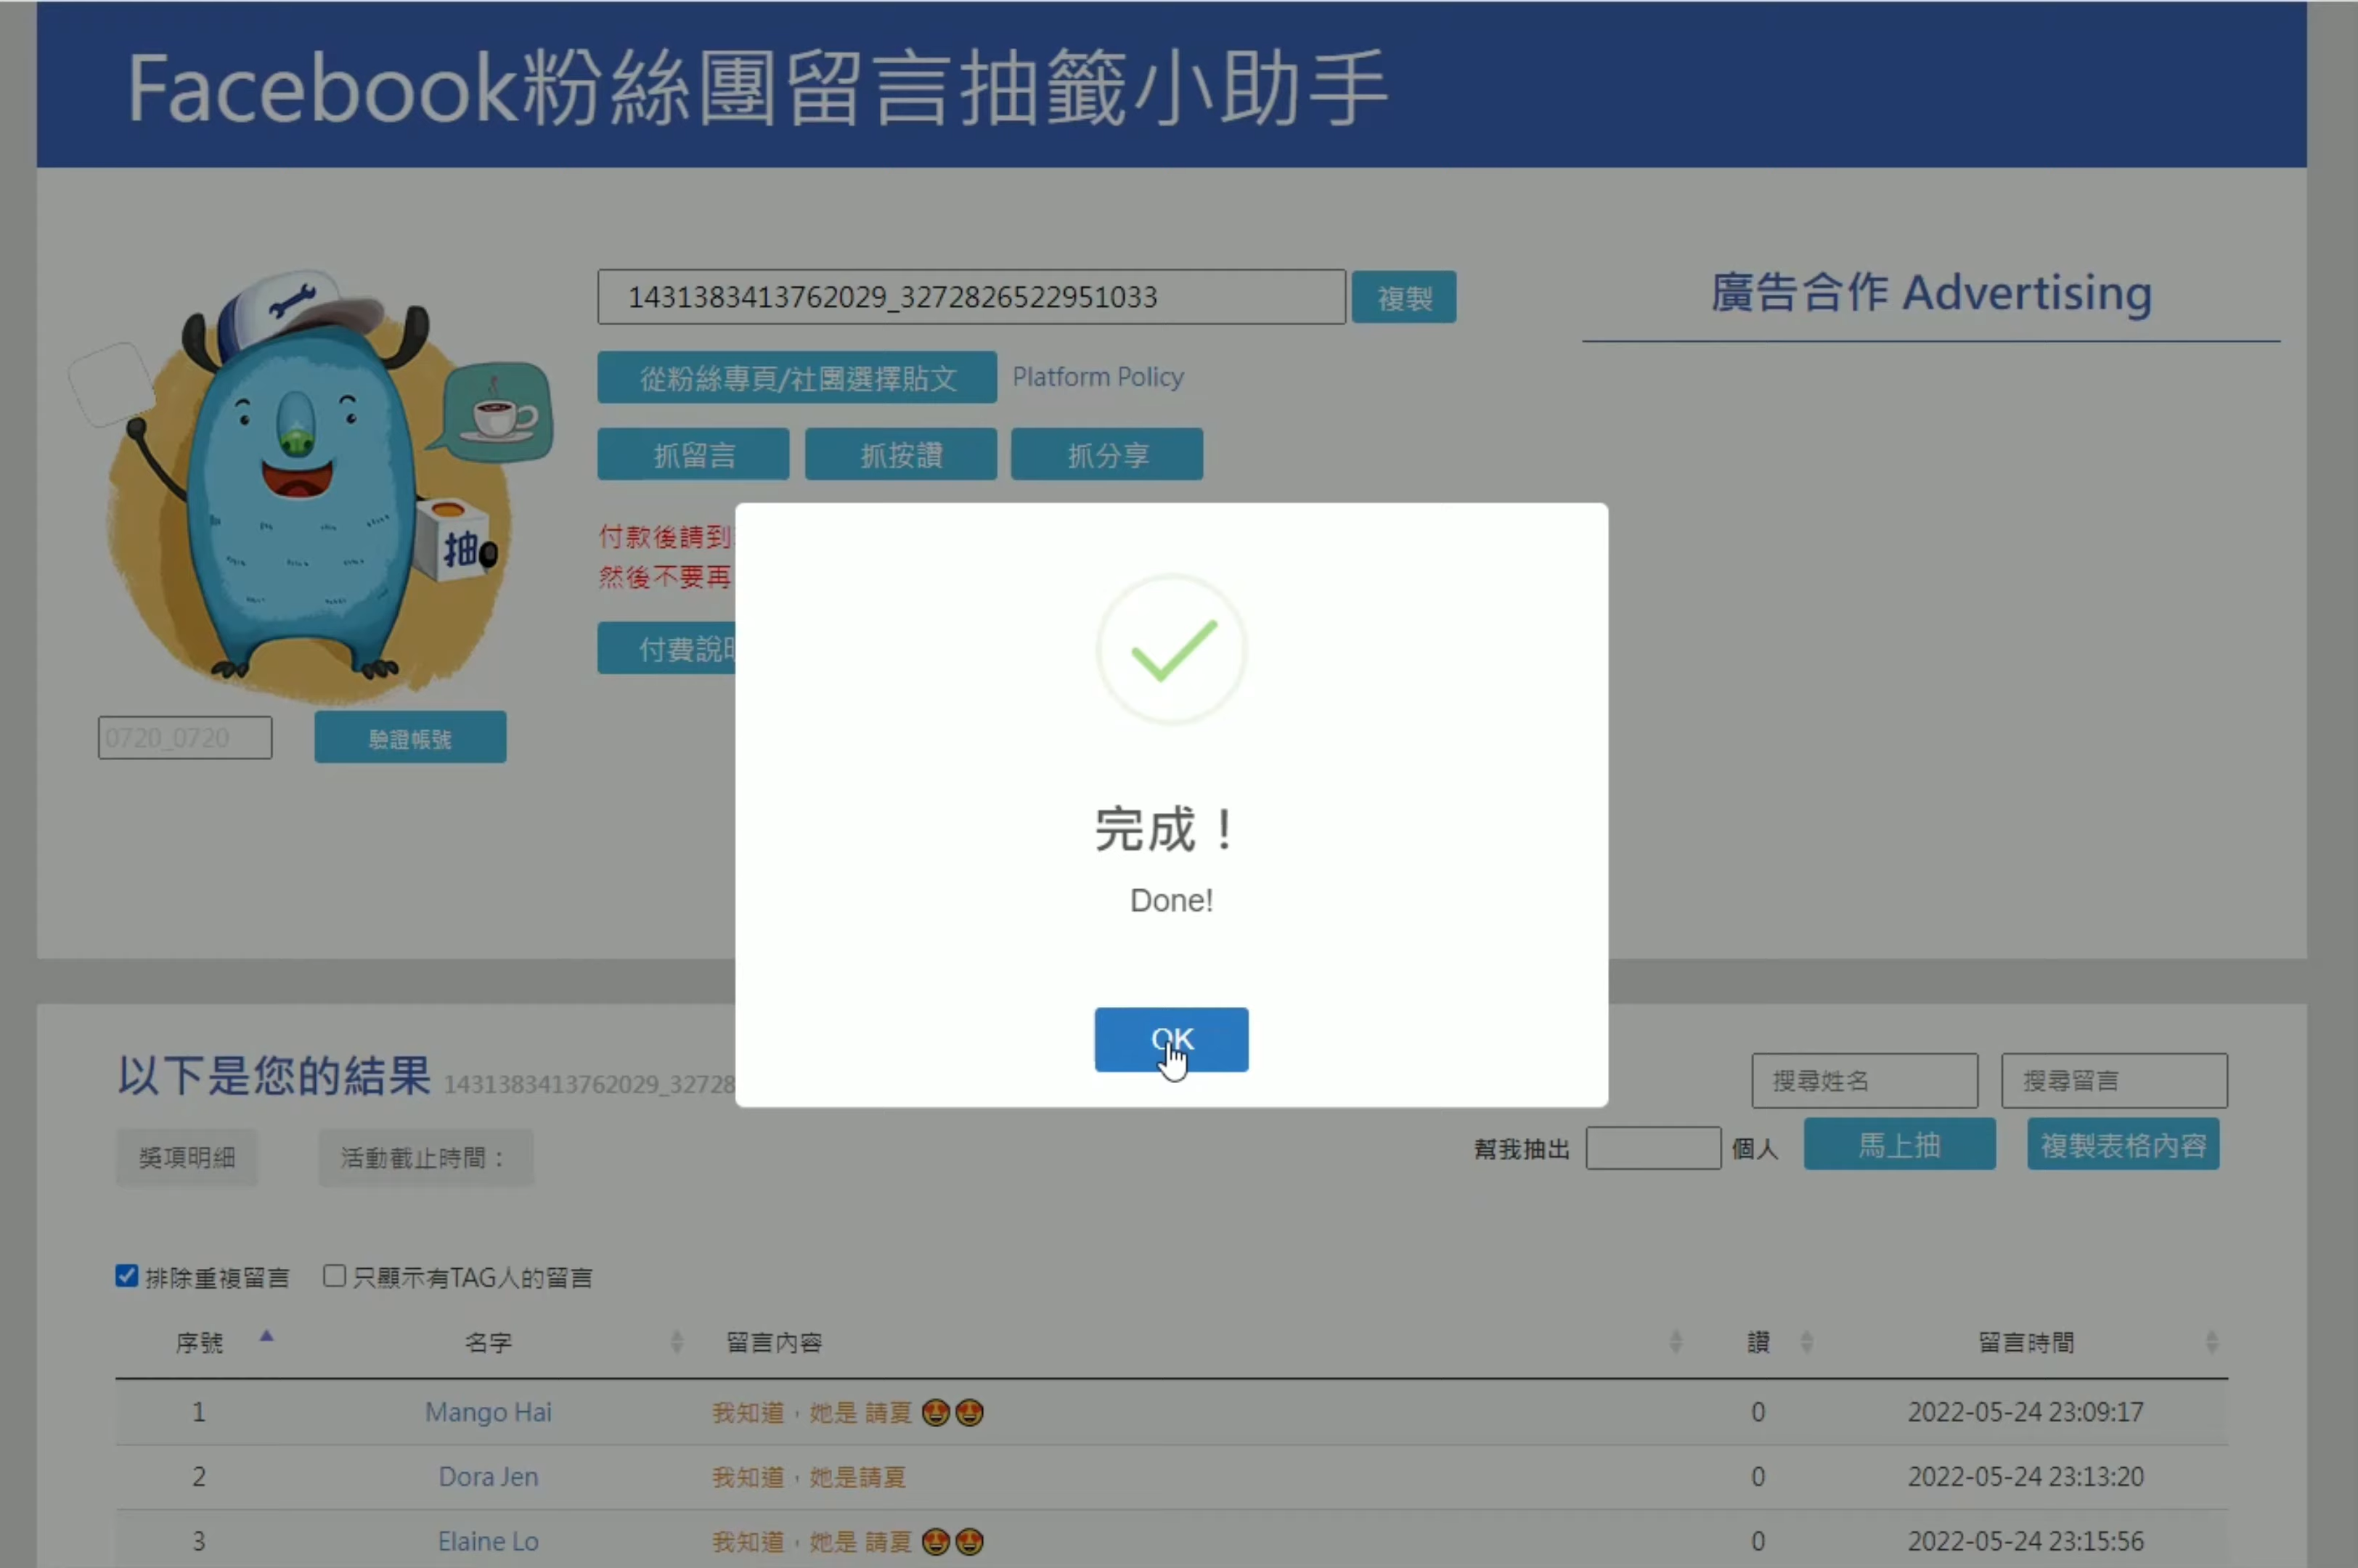 Facebook粉絲團留言抽籤小助手
1431383413762029_3272826522951033
複製
廣告合作 Advertising
從粉絲專頁/社團選擇貼文
Platform Policy
抓留言
抓按讚
抓分享
付款後請到
然後不要再
付費說明
抽
0720_0720
驗證帳號
完成！
Done!
OK
以下是您的結果 1431383413762029_32728
搜尋姓名
搜尋留言
獎項明細
活動截止時間：
幫我抽出
個人
馬上抽
複製表格內容
排除重複留言
只顯示有TAG人的留言
序號 名字 留言內容 讚 留言時間
1 Mango Hai 我知道，她是 請夏 😍😍 0 2022-05-24 23:09:17
2 Dora Jen 我知道，她是請夏 0 2022-05-24 23:13:20
3 Elaine Lo 我知道，她是 請夏 😍😍 0 2022-05-24 23:15:56